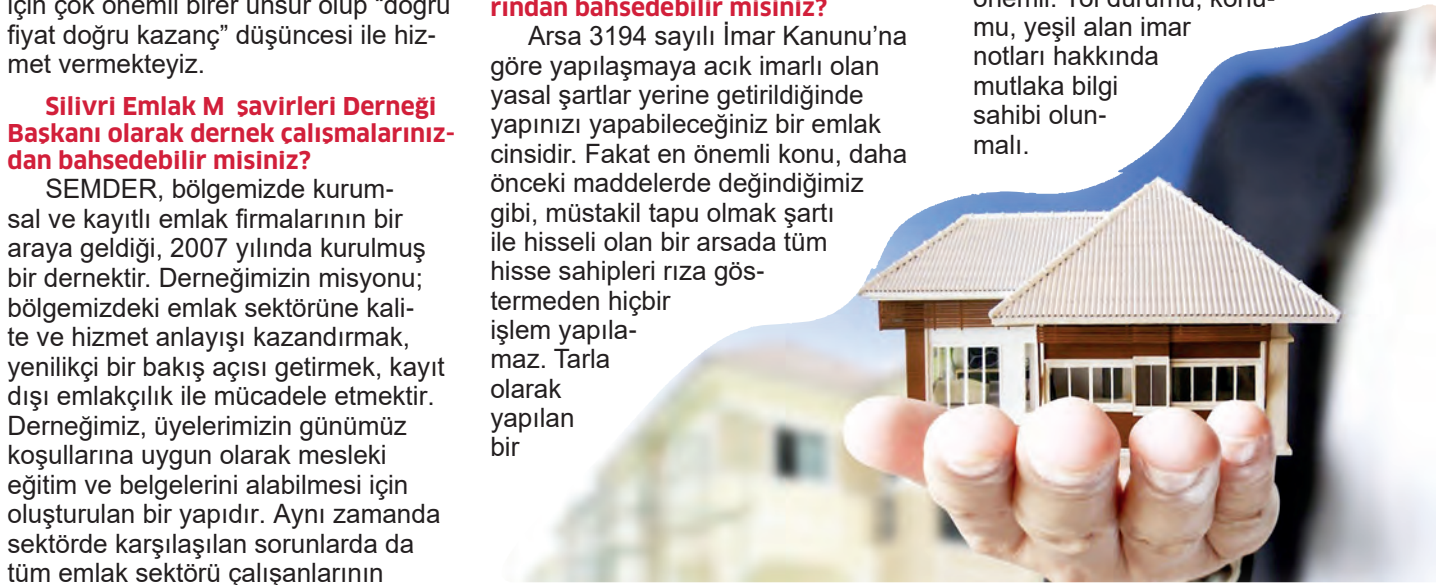 için çok önemli birer unsur olup “doğru
fiyat doğru kazanç” düşüncesi ile hiz-
met vermekteyiz.
Silivri Emlak M şavirleri Derneği
Başkanı olarak dernek çalışmalarınız-
dan bahsedebilir misiniz?
SEMDER, bölgemizde kurum-
sal ve kayıtlı emlak firmalarının bir
araya geldiği, 2007 yılında kurulmuş
bir dernektir. Derneğimizin misyonu;
bölgemizdeki emlak sektörüne kali-
te ve hizmet anlayışı kazandırmak,
yenilikçi bir bakış açısı getirmek, kayıt
dışı emlakçılık ile mücadele etmektir.
Derneğimiz, üyelerimizin günümüz
koşullarına uygun olarak mesleki
eğitim ve belgelerini alabilmesi için
oluşturulan bir yapıdır. Aynı zamanda
sektörde karşılaşılan sorunlarda da
tüm emlak sektörü çalışanlarının
rından bahsedebilir misiniz?
Arsa 3194 sayılı İmar Kanunu’na
göre yapılaşmaya acık imarlı olan
yasal şartlar yerine getirildiğinde
yapınızı yapabileceğiniz bir emlak
cinsidir. Fakat en önemli konu, daha
önceki maddelerde değindiğimiz
gibi, müstakil tapu olmak şartı
ile hisseli olan bir arsada tüm
hisse sahipleri rıza gös-
termeden hiçbir
işlem yapıla-
maz. Tarla
olarak
yapılan
bir
önemli. Yol durumu, konu-
mu, yeşil alan imar
notları hakkında
mutlaka bilgi
sahibi olun-
malı.